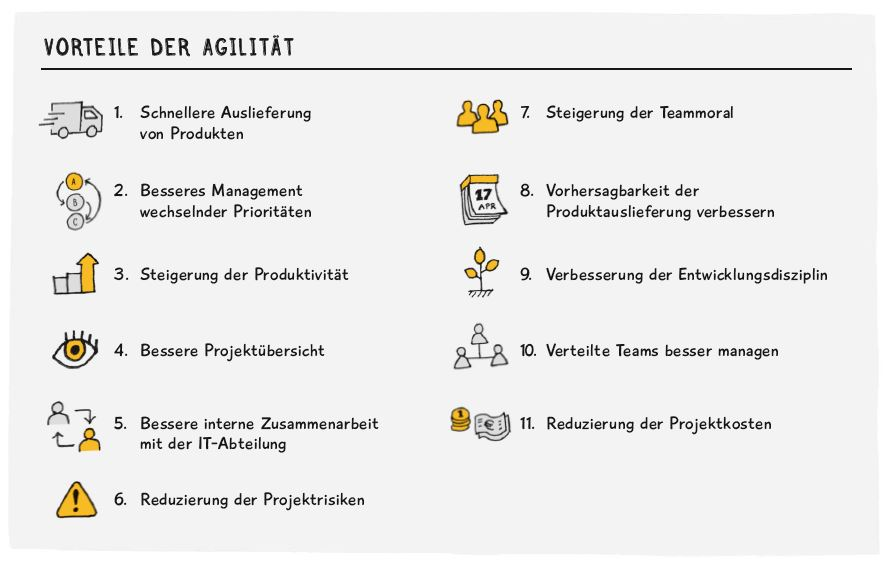 VORTEILE DER AGILITÄT
1. Schnellere Auslieferung
von Produkten
A
B
C
2. Besseres Management
wechselnder Prioritäten
3. Steigerung der Produktivität
4. Bessere Projektübersicht
5. Bessere interne Zusammenarbeit
mit der IT-Abteilung
!
6. Reduzierung der Projektrisiken
7. Steigerung der Teammoral
17
APR
8. Vorhersagbarkeit der
Produktauslieferung verbessern
9. Verbesserung der Entwicklungsdisziplin
10. Verteilte Teams besser managen
1 €
11. Reduzierung der Projektkosten